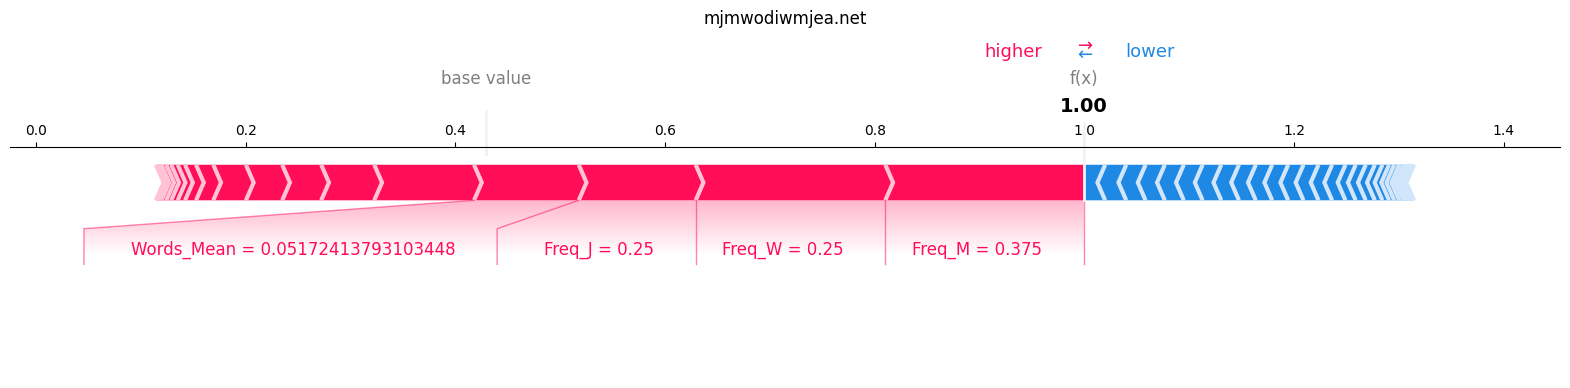 mjmwodiwmjea.net
higher ⇄ lower
base value f(x)
1.00
0.0 0.2 0.4 0.6 0.8 1 0 1.2 1.4
Words_Mean = 0.05172413793103448 Freq_J = 0.25 Freq_W = 0.25 Freq_M = 0.375